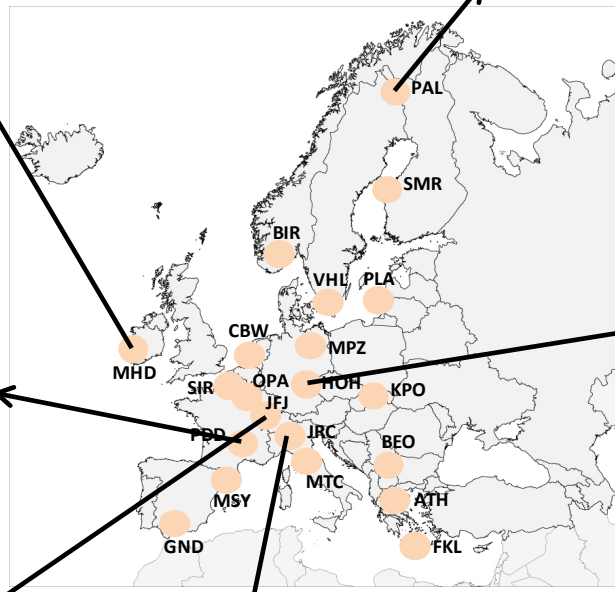 PAL
SMR
BIR
VHL PLA
CBW
MPZ
MHD
SIR OPA HOH KPO
JFJ
PDD JRC BEO
MTC
MSY ATH
GND FKL